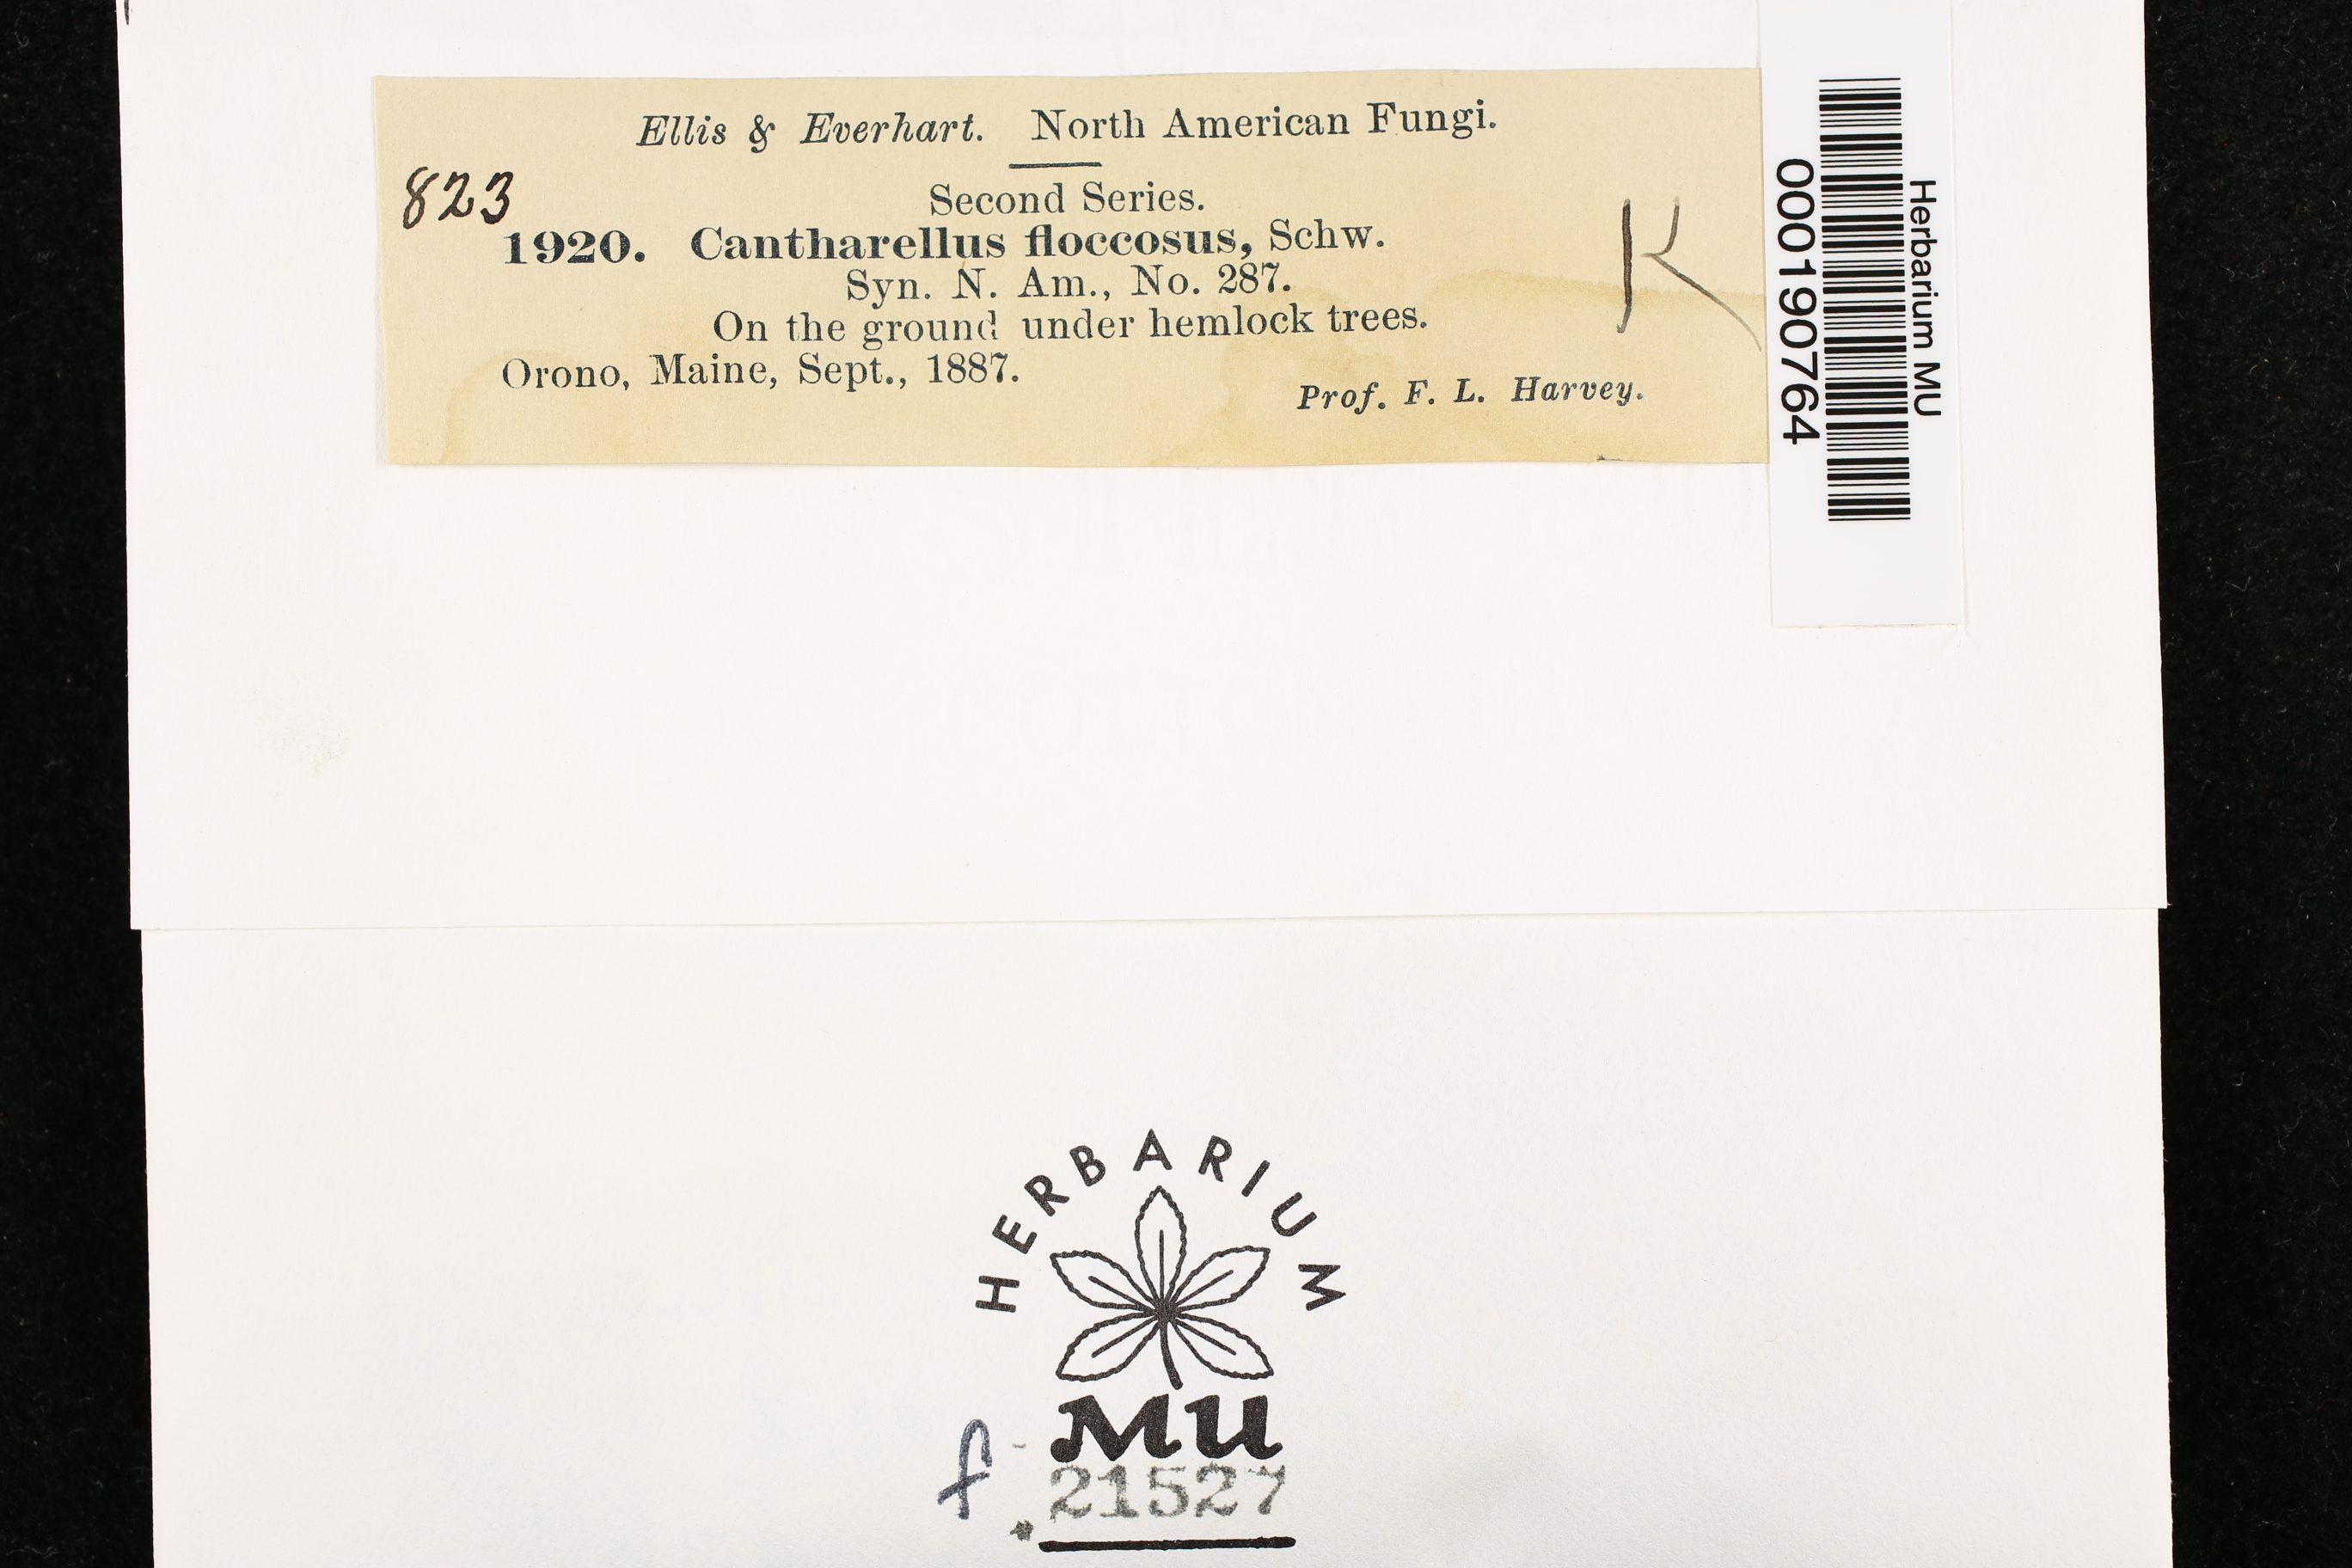 Ellis & Everhart. North American Fungi.
823
Second Series.
1920. Cantharellus floccosus, Schw.
Syn. N. Am., No. 287.
On the ground under hemlock trees.
Orono, Maine, Sept., 1887.
Prof. F. L. Harvey.
K
Herbarium MU
000190764
HERBARIUM
MU
f. 21527